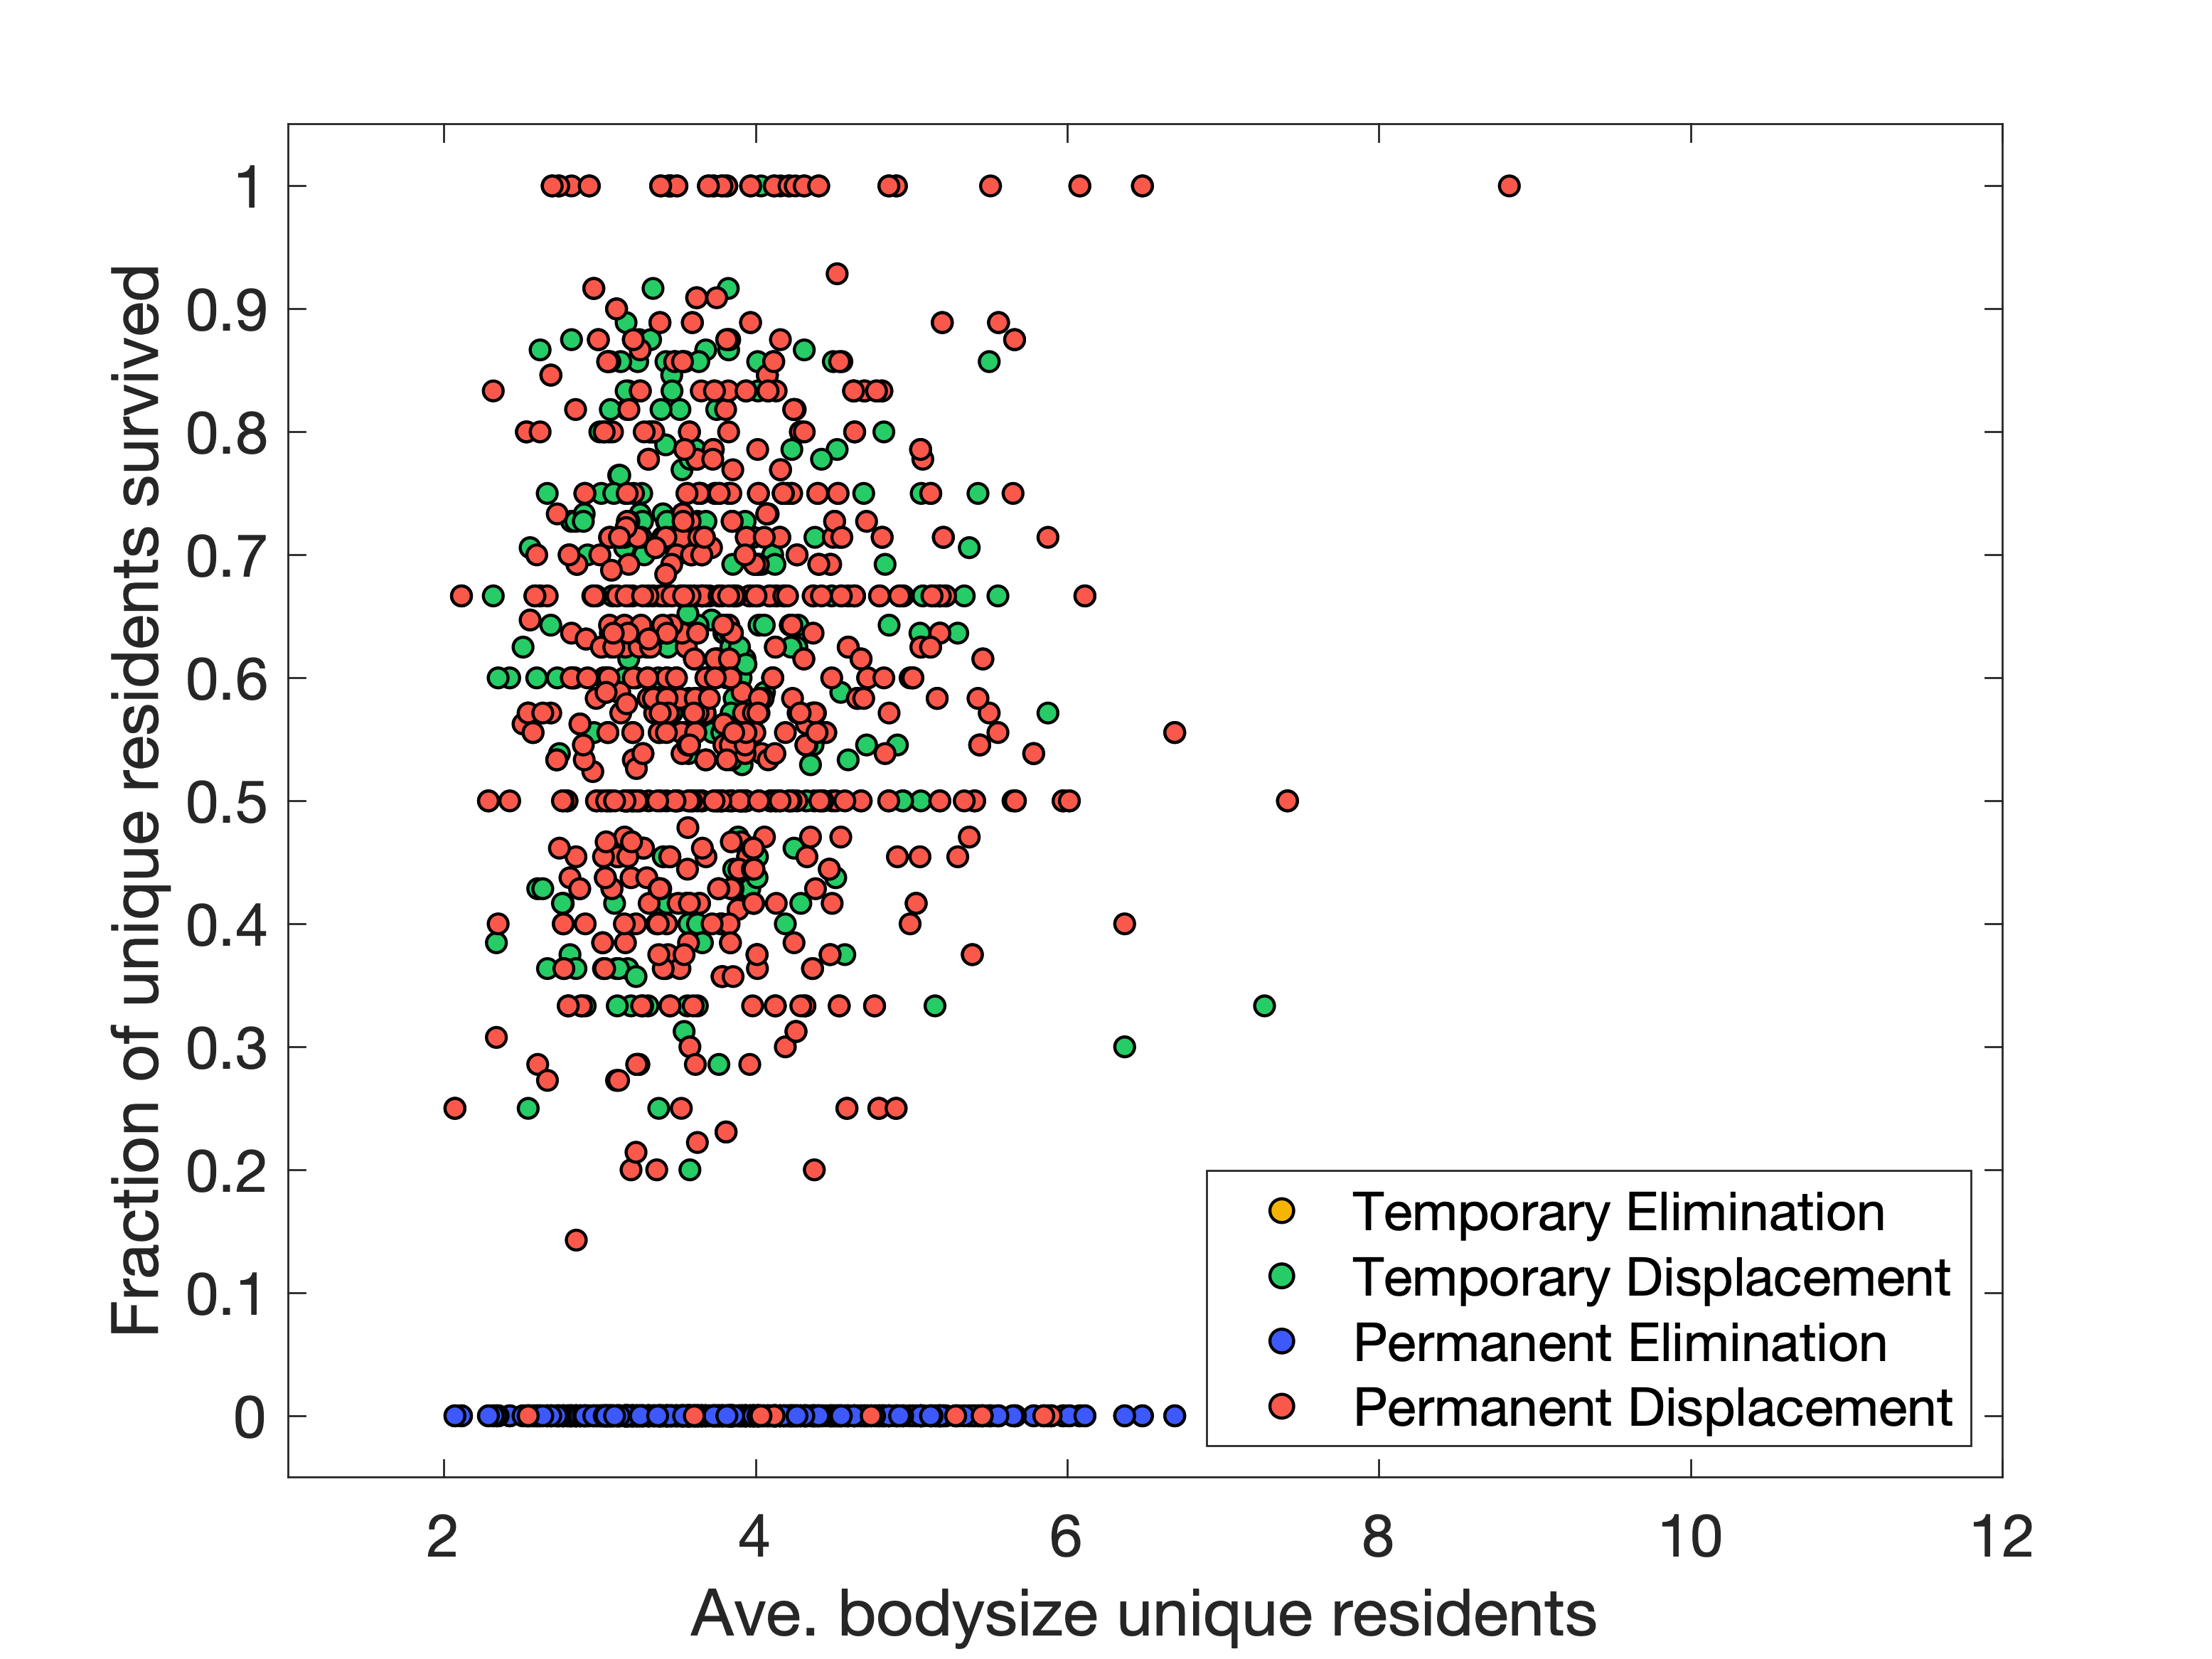 Fraction of unique residents survived
1
0.9
0.8
0.7
0.6
0.5
0.4
0.3
0.2
0.1
0
Temporary Elimination
Temporary Displacement
Permanent Elimination
Permanent Displacement
2 4 6 8 10 12
Ave. bodysize unique residents